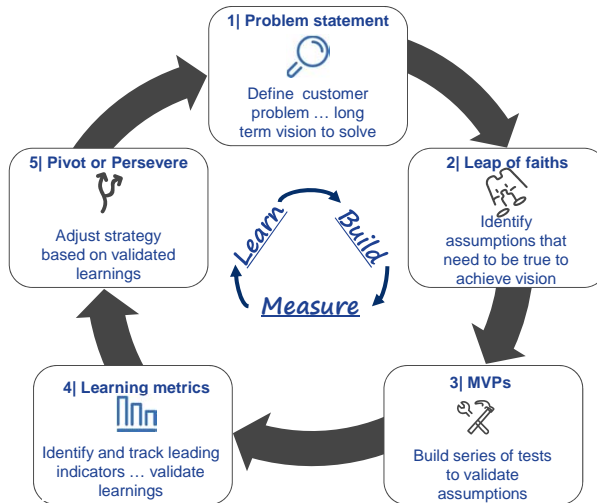 1| Problem statement
Define customer
problem ... long
term vision to solve
2| Leap of faiths
Identify
assumptions that
need to be true to
achieve vision
3| MVPs
Build series of tests
to validate
assumptions
4| Learning metrics
Identify and track leading
indicators ... validate
learnings
5| Pivot or Persevere
Adjust strategy
based on validated
learnings
Learn
Build
Measure